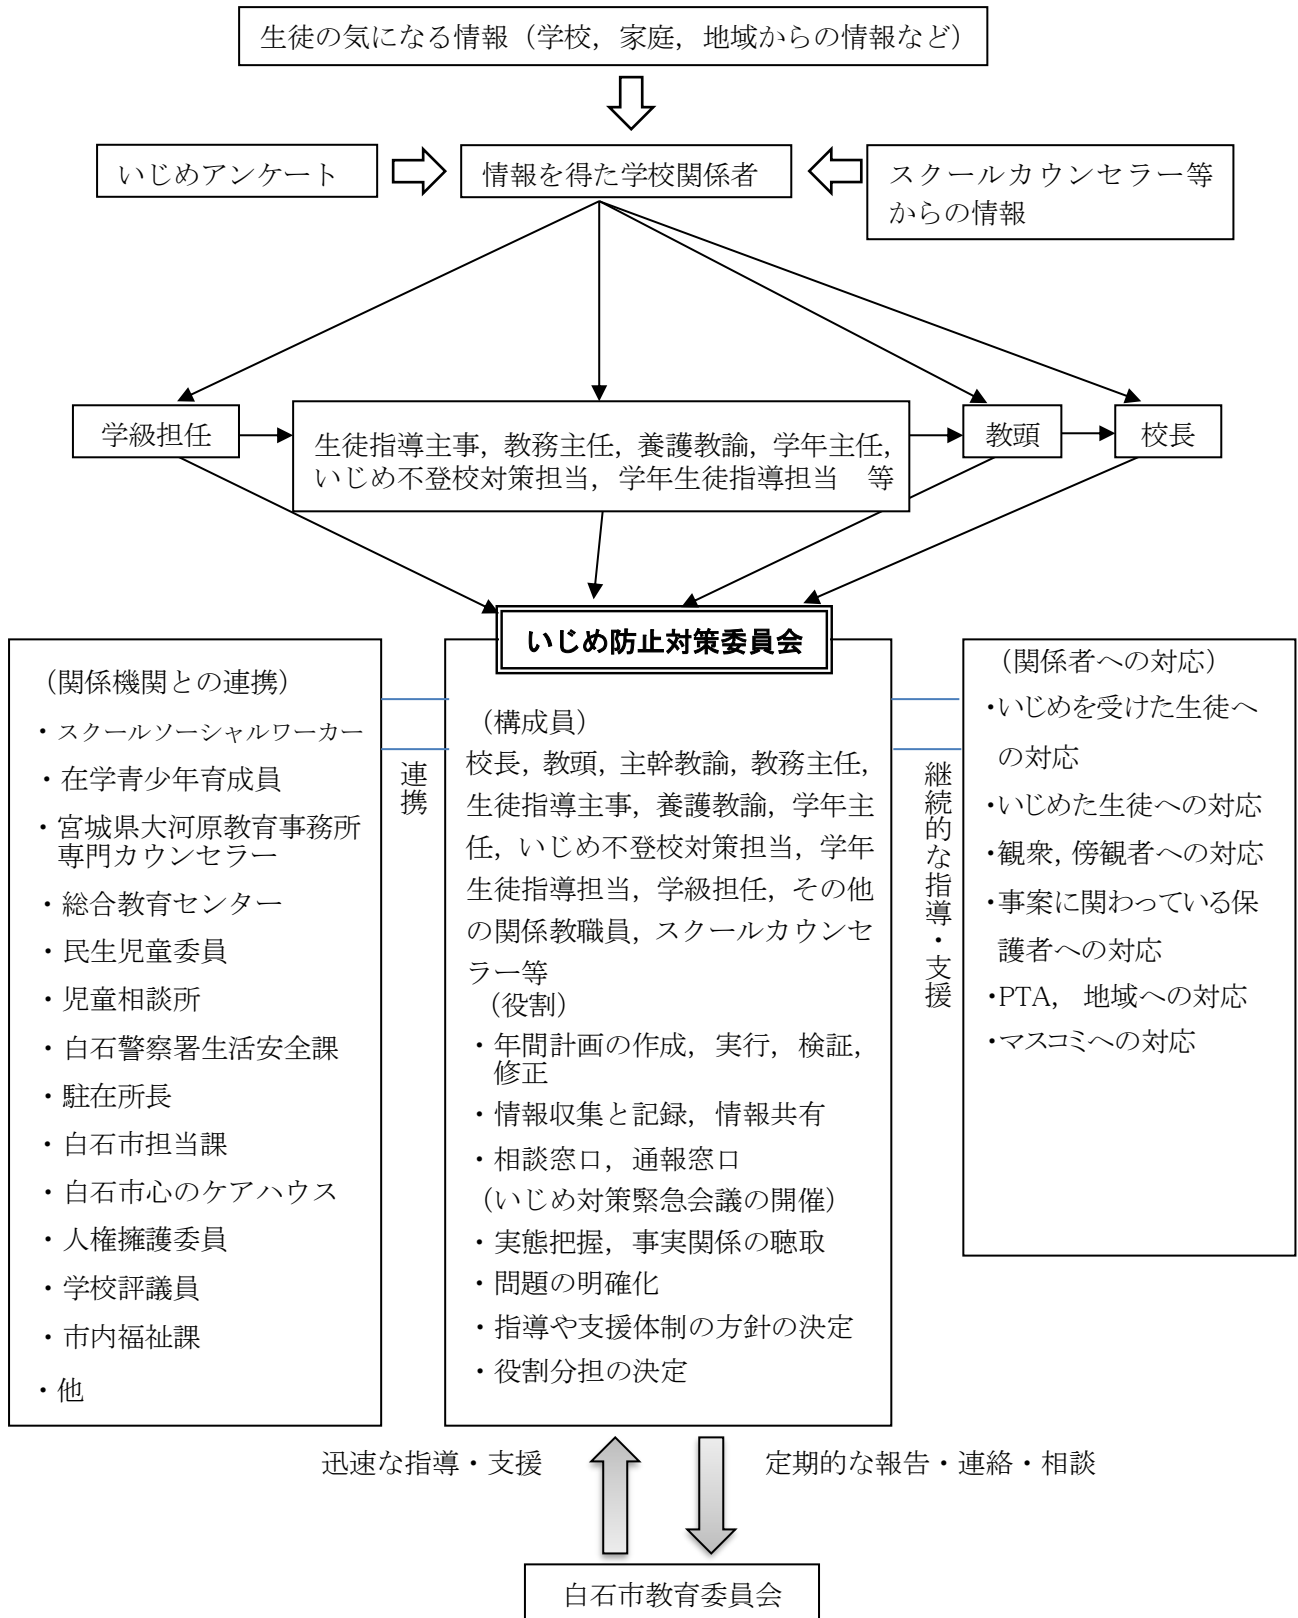 生徒の気になる情報（学校，家庭，地域からの情報など）
いじめアンケート
情報を得た学校関係者
スクールカウンセラー等
からの情報
学級担任
生徒指導主事，教務主任，養護教諭，学年主任，
いじめ不登校対策担当，学年生徒指導担当　等
教頭
校長
いじめ防止対策委員会
（関係機関との連携）
・スクールソーシャルワーカー
・在学青少年育成員
・宮城県大河原教育事務所
専門カウンセラー
・総合教育センター
・民生児童委員
・児童相談所
・白石警察署生活安全課
・駐在所長
・白石市担当課
・白石市心のケアハウス
・人権擁護委員
・学校評議員
・市内福祉課
・他
連携
（構成員）
校長，教頭，主幹教諭，教務主任，
生徒指導主事，養護教諭，学年主
任，いじめ不登校対策担当，学年
生徒指導担当，学級担任，その他
の関係教職員，スクールカウンセ
ラー等
（役割）
・年間計画の作成，実行，検証，
修正
・情報収集と記録，情報共有
・相談窓口，通報窓口
（いじめ対策緊急会議の開催）
・実態把握，事実関係の聴取
・問題の明確化
・指導や支援体制の方針の決定
・役割分担の決定
継続的な指導・支援
（関係者への対応）
・いじめを受けた生徒へ
の対応
・いじめた生徒への対応
・観衆，傍観者への対応
・事案に関わっている保
護者への対応
・PTA，地域への対応
・マスコミへの対応
迅速な指導・支援
定期的な報告・連絡・相談
白石市教育委員会